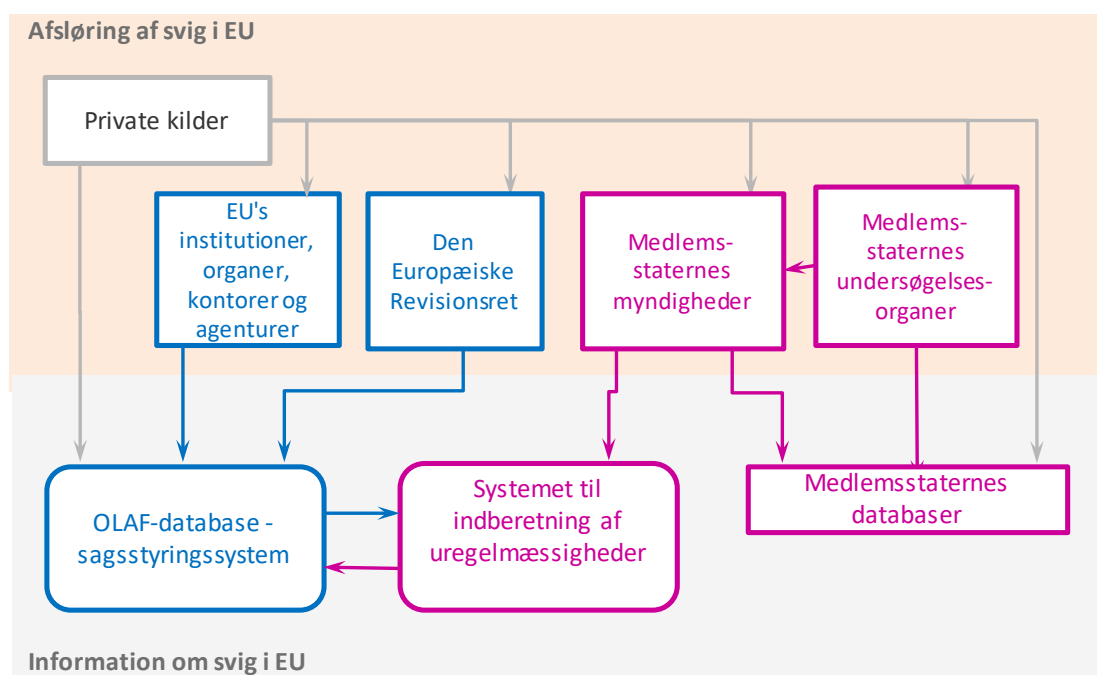 Afsløring af svig i EU
Private kilder
EU's
institutioner,
organer,
kontorer og
agenturer
Den
Europæiske
Revisionsret
Medlems-
staternes
myndigheder
Medlems-
staternes
undersøgelses-
organer
OLAF-database -
sagsstyringssystem
Systemet til
indberetning af
uregelmæssigheder
Medlemsstaternes
databaser
Information om svig i EU